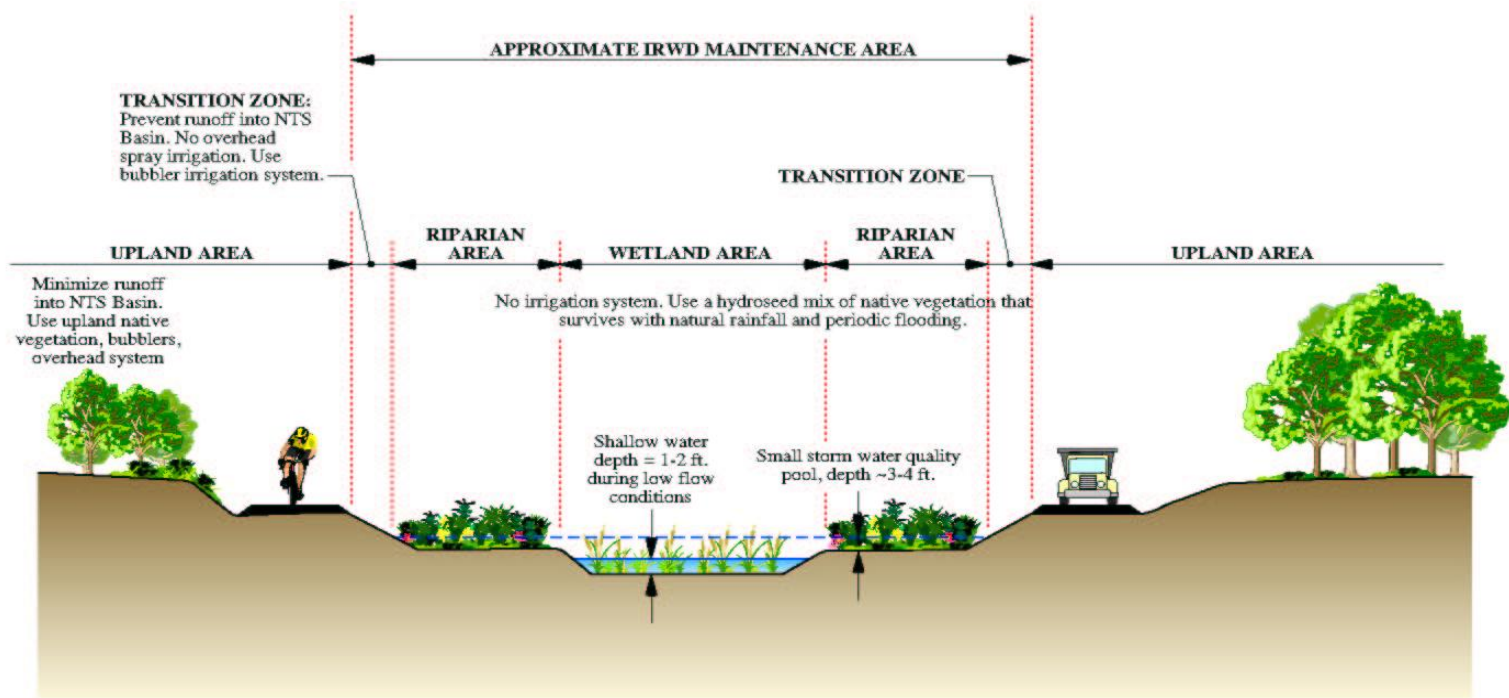 APPROXIMATE IRWD MAINTENANCE AREA
TRANSITION ZONE:
Prevent runoff into NTS
Basin. No overhead
spray irrigation. Use
bubbler irrigation system.
TRANSITION ZONE
UPLAND AREA
RIPARIAN
AREA
WETLAND AREA
RIPARIAN
AREA
UPLAND AREA
Minimize runoff
into NTS Basin.
Use upland native
vegetation, bubblers,
overhead system
No irrigation system. Use a hydroseed mix of native vegetation that
survives with natural rainfall and periodic flooding.
Shallow water
depth = 1-2 ft.
during low flow
conditions
Small storm water quality
pool, depth ~3-4 ft.